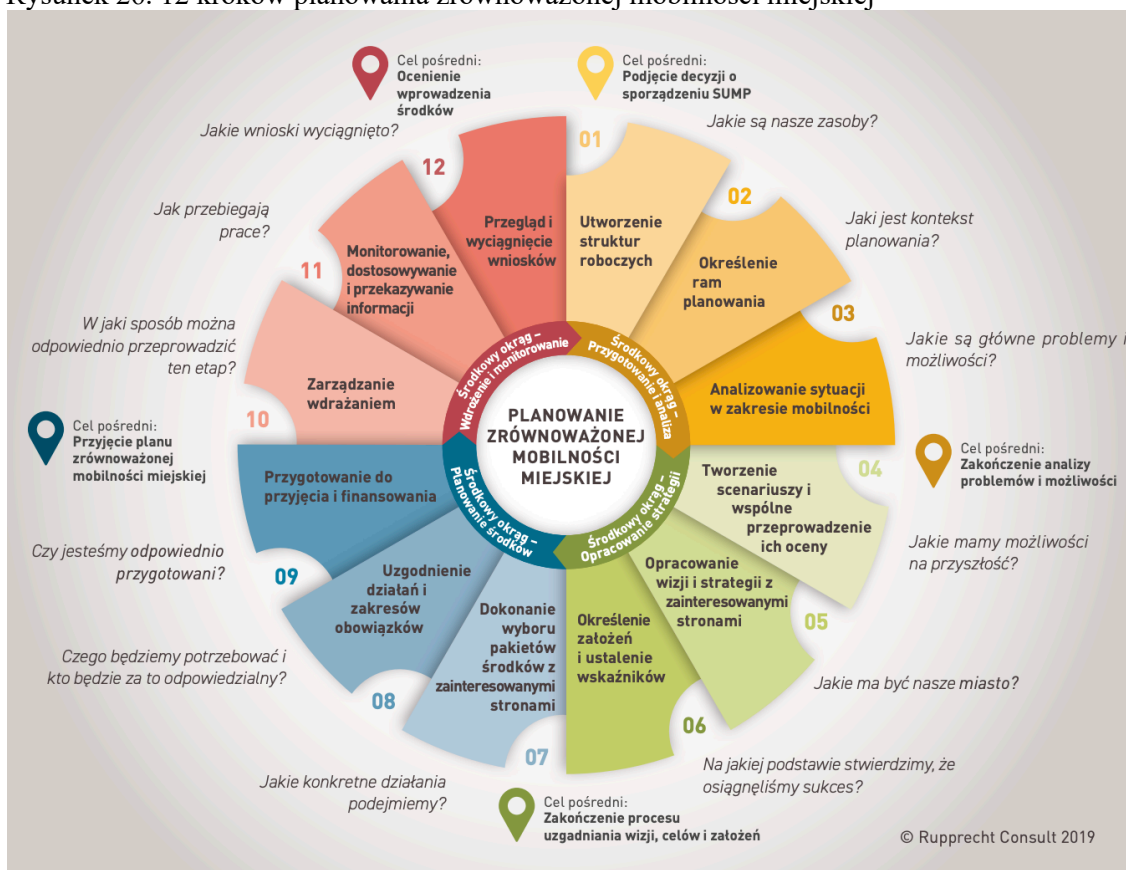 Rysunek 20. 12 kroków planowania zrównoważonej mobilności miejskiej
Cel pośredni:
Ocenienie
wprowadzenia
środków
Cel pośredni:
Podjęcie decyzji o
sporządzeniu SUMP
Jakie wnioski wyciągnięto?
Jakie są nasze zasoby?
12
Przegląd i
wyciągnięcie
wniosków
01
Utworzenie
struktur
roboczych
02
Określenie
ram
planowania
Jaki jest kontekst
planowania?
Jak przebiegają
prace?
11
Monitorowanie,
dostosowywanie
i przekazywanie
informacji
03
Analizowanie sytuacji
w zakresie mobilności
Jakie są główne problemy i
możliwości?
W jaki sposób można
odpowiednio przeprowadzić
ten etap?
10
Zarządzanie
wdrażaniem
Środkowy okrąg –
Wdrożenie i monitorowanie
Środkowy okrąg –
Przygotowanie i analiza
PLANOWANIE
ZRÓWNOWAŻONEJ
MOBILNOŚCI
MIEJSKIEJ
Środkowy okrąg –
Planowanie środków
Środkowy okrąg –
Opracowanie strategii
Cel pośredni:
Przyjęcie planu
zrównoważonej
mobilności miejskiej
Cel pośredni:
Zakończenie analizy
problemów i możliwości
04
Tworzenie
scenariuszy i
wspólne
przeprowadzenie
ich oceny
Jakie mamy możliwości
na przyszłość?
05
Opracowanie
wizji i strategii z
zainteresowanymi
stronami
Jakie ma być nasze miasto?
06
Określenie
założeń
i ustalenie
wskaźników
Na jakiej podstawie stwierdzimy, że
osiągnęliśmy sukces?
Cel pośredni:
Zakończenie procesu
uzgadniania wizji, celów i założeń
07
Dokonanie
wyboru
pakietów
środków z
zainteresowanymi
stronami
Jakie konkretne działania
podejmiemy?
08
Uzgodnienie
działań i
zakresów
obowiązków
Czego będziemy potrzebować i
kto będzie za to odpowiedzialny?
09
Przygotowanie do
przyjęcia i finansowania
Czy jesteśmy odpowiednio
przygotowani?
© Rupprecht Consult 2019